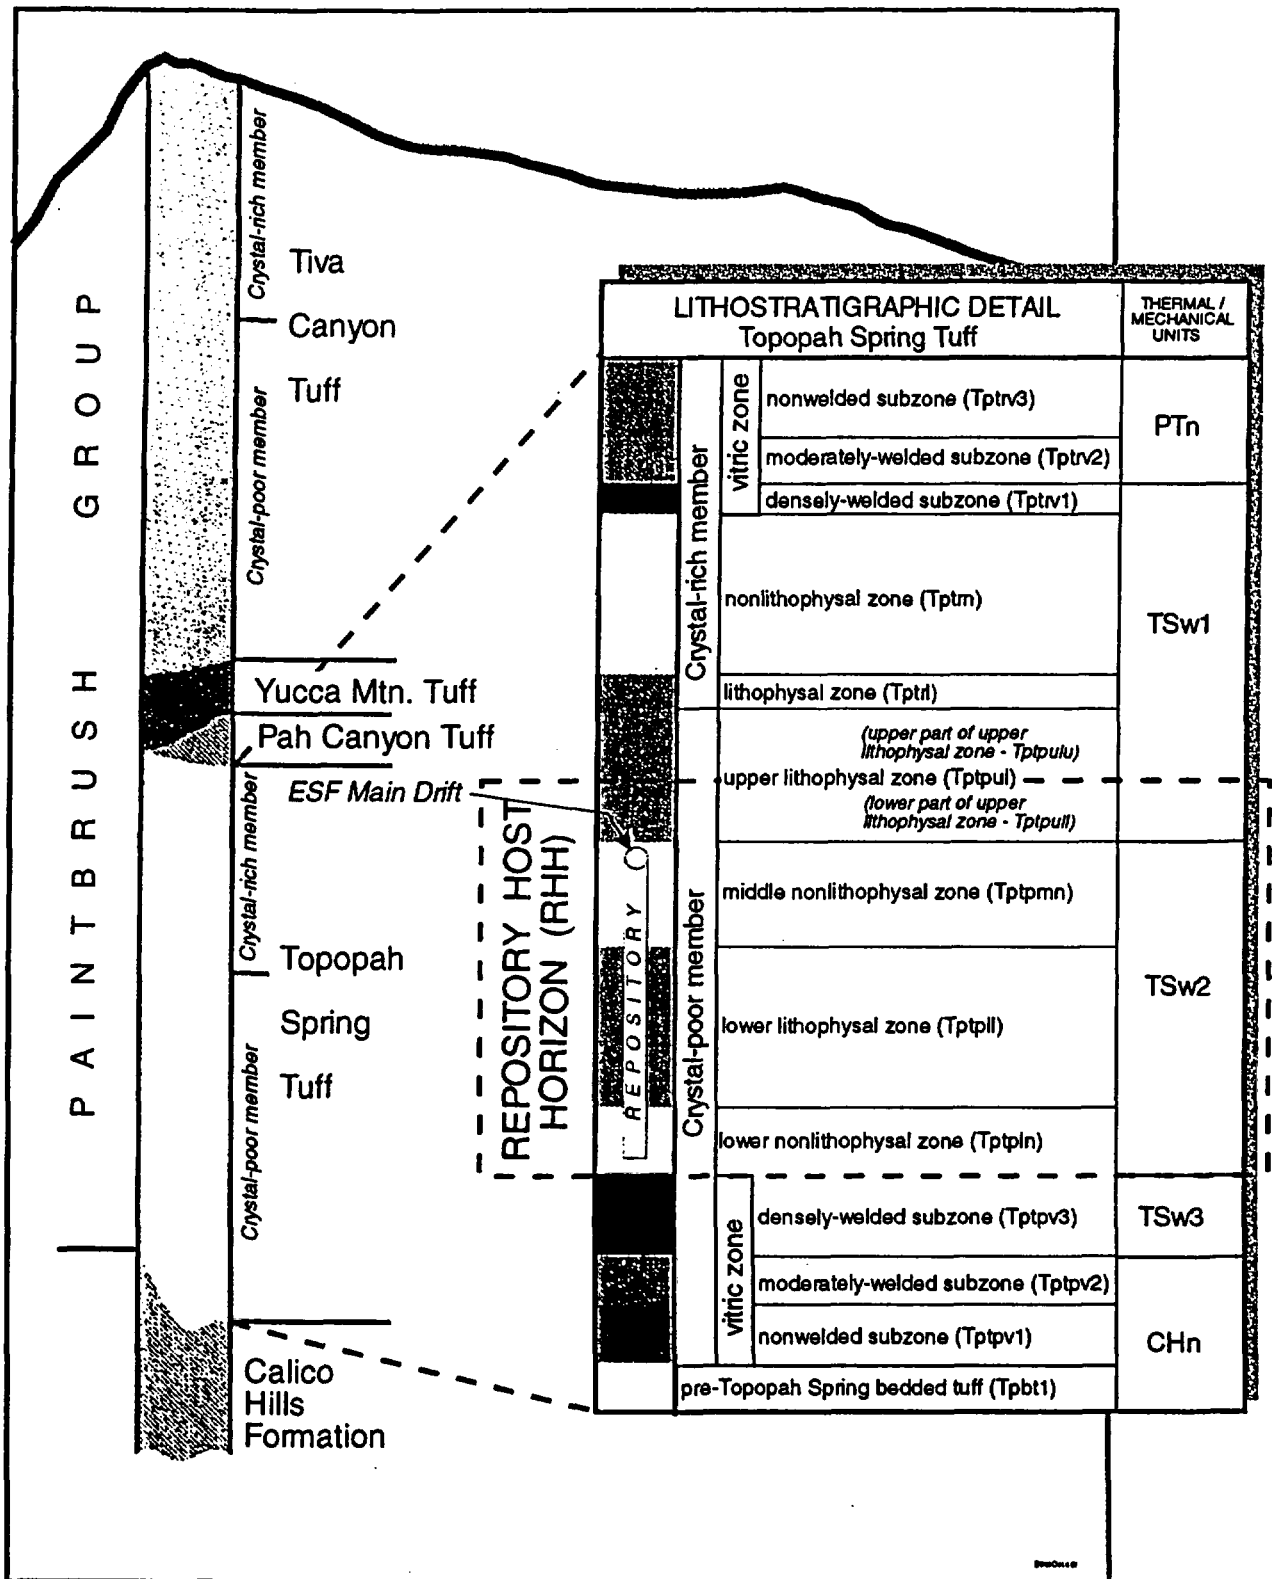 PAINTBRUSH GROUP
Crystal-rich member
Tiva
Canyon
Tuff
Crystal-poor member
Yucca Mtn. Tuff
Pah Canyon Tuff
ESF Main Drift
Crystal-rich member
Topopah
Spring
Tuff
Crystal-poor member
Calico
Hills
Formation
REPOSITORY HOST
HORIZON (RHH)
LITHOSTRATIGRAPHIC DETAIL
Topopah Spring Tuff
THERMAL /
MECHANICAL
UNITS
REPOSITORY
Crystal-rich member
vitric zone
nonwelded subzone (Tptrv3)
moderately-welded subzone (Tptrv2)
densely-welded subzone (Tptrv1)
PTn
nonlithophysal zone (Tptrn)
lithophysal zone (Tptrl)
TSw1
Crystal-poor member
(upper part of upper
lithophysal zone - Tptpulu)
upper lithophysal zone (Tptpul)
(lower part of upper
lithophysal zone - Tptpull)
middle nonlithophysal zone (Tptpmn)
lower lithophysal zone (Tptpll)
TSw2
lower nonlithophysal zone (Tptpln)
vitric zone
densely-welded subzone (Tptpv3)
TSw3
moderately-welded subzone (Tptpv2)
nonwelded subzone (Tptpv1)
CHn
pre-Topopah Spring bedded tuff (Tpbt1)